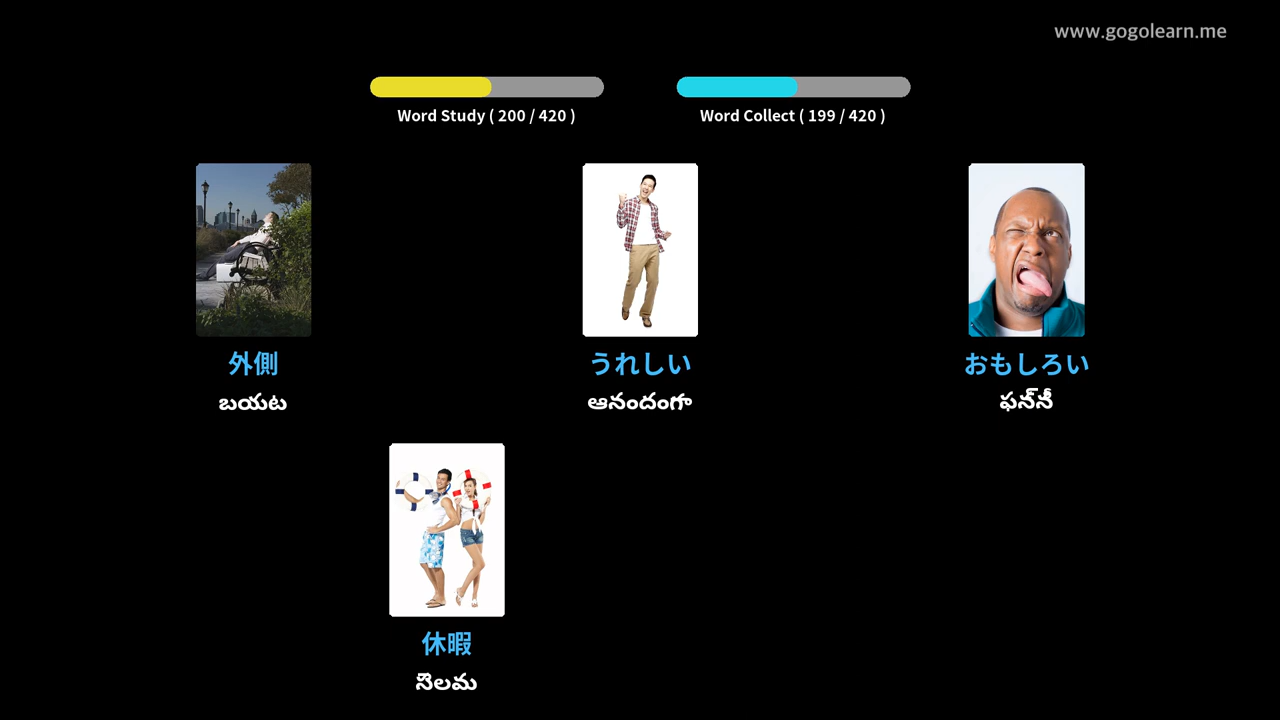 www.gogolearn.me
Word Study ( 200 / 420 )
Word Collect ( 199 / 420 )
外側
బయట
うれしい
ఆనందంగా
おもしろい
ఫన్నీ
休暇
సెలమ